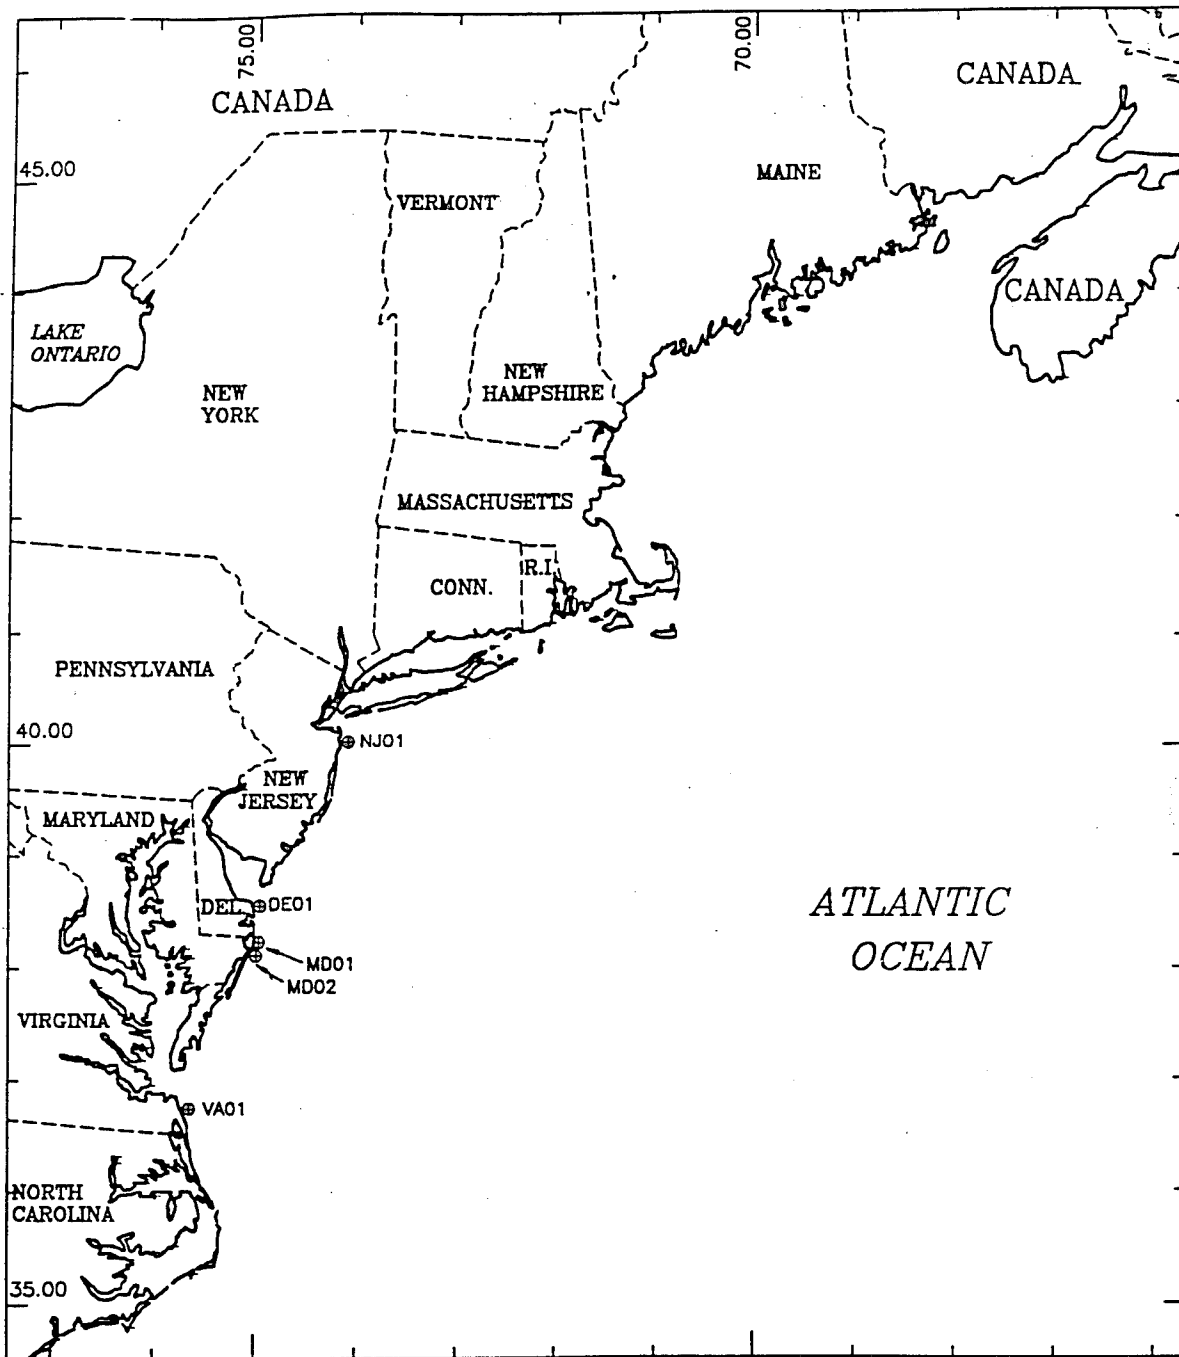 75.00
70.00
CANADA
CANADA
45.00
MAINE
VERMONT
CANADA
LAKE
ONTARIO
NEW
YORK
NEW
HAMPSHIRE
MASSACHUSETTS
R.I.
CONN.
PENNSYLVANIA
40.00
NJ01
NEW
JERSEY
MARYLAND
DEL.
DE01
ATLANTIC
OCEAN
MD01
MD02
VIRGINIA
VA01
NORTH
CAROLINA
35.00